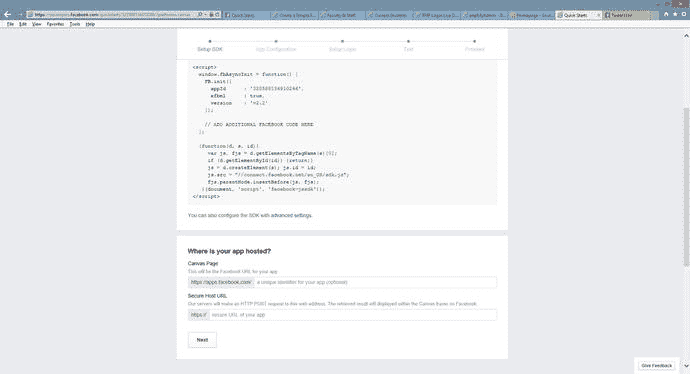 Quick Starts
File Edit View Favorites Tools Help
Setup SDK App Configuration Setup Login Test Finished
<script>
window.fbAsyncInit = function() {
FB.init({
appId : '
xfbml : true,
version : 'v2.2'
});
// ADD ADDITIONAL FACEBOOK CODE HERE
};
(function(d, s, id){
var js, fjs = d.getElementsByTagName(s)[0];
if (d.getElementById(id)) {return;}
js = d.createElement(s); js.id = id;
js.src = "//connect.facebook.net/en_US/sdk.js";
fjs.parentNode.insertBefore(js, fjs);
}(document, 'script', 'facebook-jssdk'));
</script>
You can also configure the SDK with advanced settings.
Where is your app hosted?
Canvas Page
This will be the Facebook URL for your app
https://apps.facebook.com/ a unique identifier for your app (optional)
Secure Host URL
Our servers will make an HTTP POST request to this web address. The retrieved result will displayed within the Canvas frame on Facebook.
https:// secure URL of your app
Next
Give Feedback